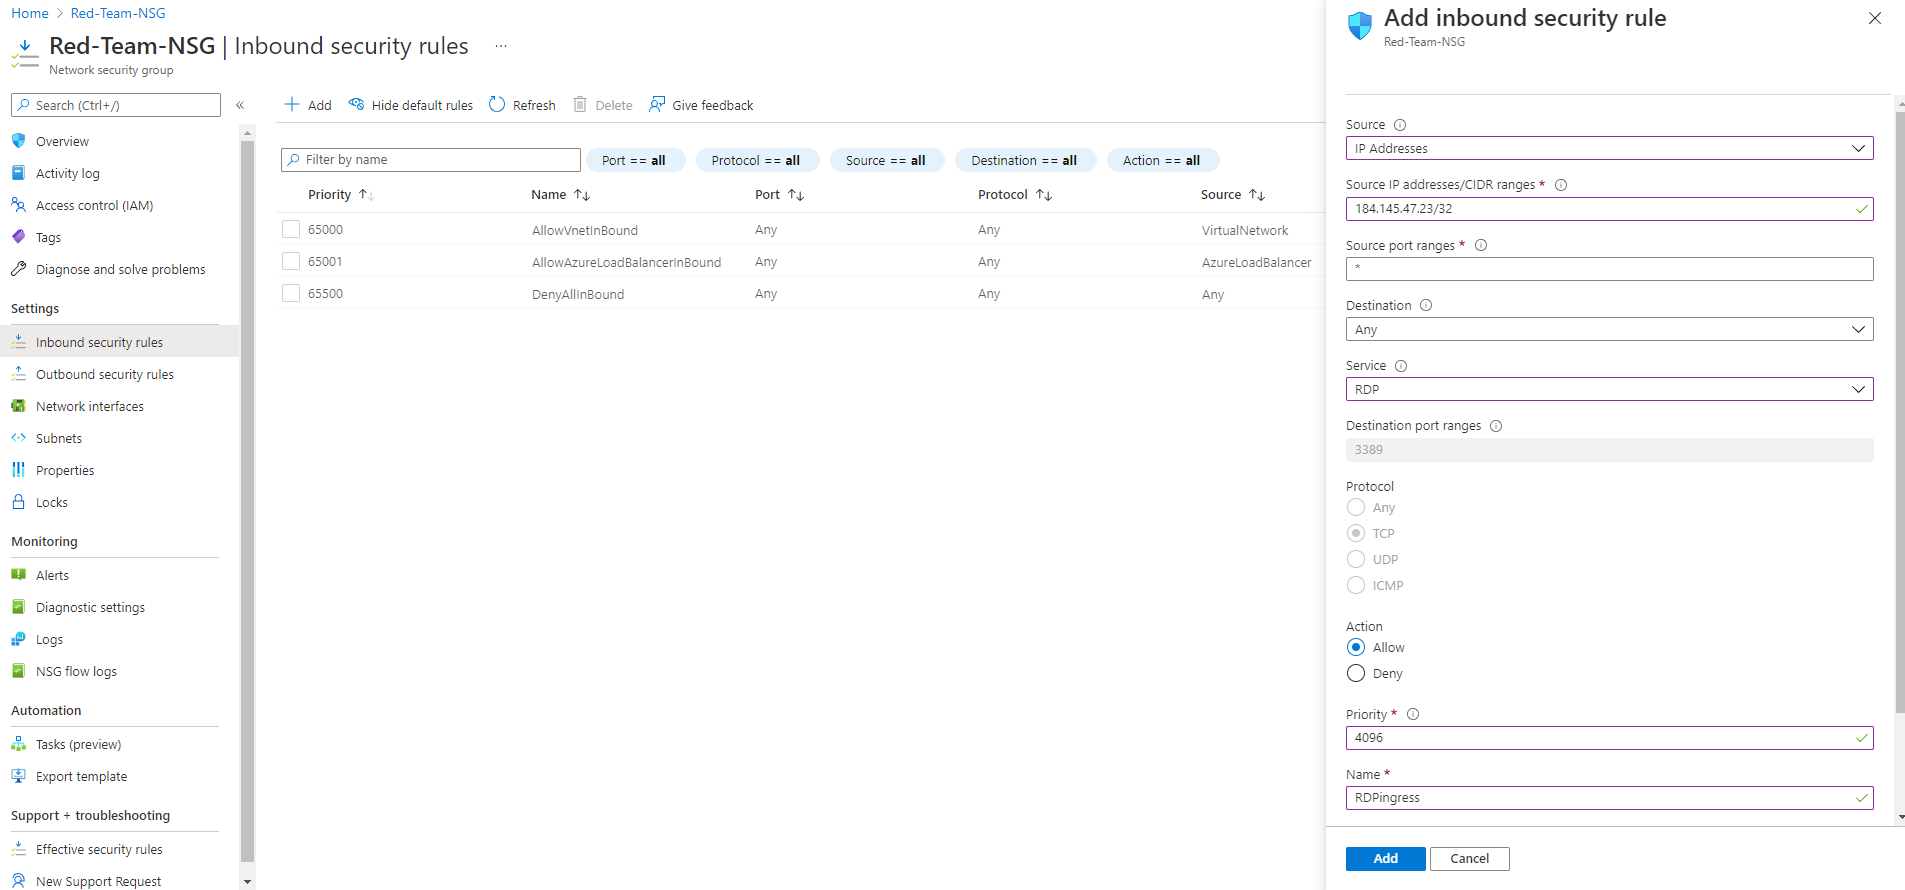 Home > Red-Team-NSG
Red-Team-NSG | Inbound security rules ...
Network security group
Search (Ctrl+/)
«
Overview
Activity log
Access control (IAM)
Tags
Diagnose and solve problems
Settings
Inbound security rules
Outbound security rules
Network interfaces
Subnets
Properties
Locks
Monitoring
Alerts
Diagnostic settings
Logs
NSG flow logs
Automation
Tasks (preview)
Export template
Support + troubleshooting
Effective security rules
New Support Request
Add Hide default rules Refresh Delete Give feedback
Filter by name Port == all Protocol == all Source == all Destination == all Action == all
Priority Name Port Protocol Source
65000 AllowVnetInBound Any Any VirtualNetwork
65001 AllowAzureLoadBalancerInBound Any Any AzureLoadBalancer
65500 DenyAllInBound Any Any Any
Add inbound security rule
Red-Team-NSG
Source
IP Addresses
Source IP addresses/CIDR ranges *
184.145.47.23/32
Source port ranges *
*
Destination
Any
Service
RDP
Destination port ranges
3389
Protocol
Any
TCP
UDP
ICMP
Action
Allow
Deny
Priority *
4096
Name *
RDPingress
Add Cancel